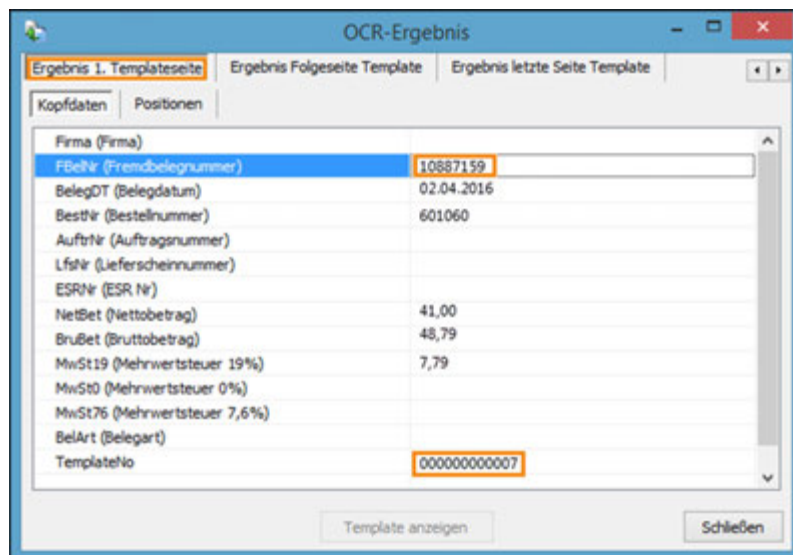 OCR-Ergebnis
Ergebnis 1. Templateseite Ergebnis Folgeseite Template Ergebnis letzte Seite Template
Kopfdaten Positionen
Firma (Firma)
FBelNr (Fremdbelegnummer) 10887159
BelegDT (Belegdatum) 02.04.2016
BestNr (Bestellnummer) 601060
AuftrNr (Auftragsnummer)
LfsNr (Lieferscheinnummer)
ESRNr (ESR Nr)
NetBet (Nettobetrag) 41,00
BruBet (Bruttobetrag) 48,79
MwSt19 (Mehrwertsteuer 19%) 7,79
MwSt0 (Mehrwertsteuer 0%)
MwSt76 (Mehrwertsteuer 7,6%)
BelArt (Belegart)
TemplateNo 000000000007
Template anzeigen Schließen